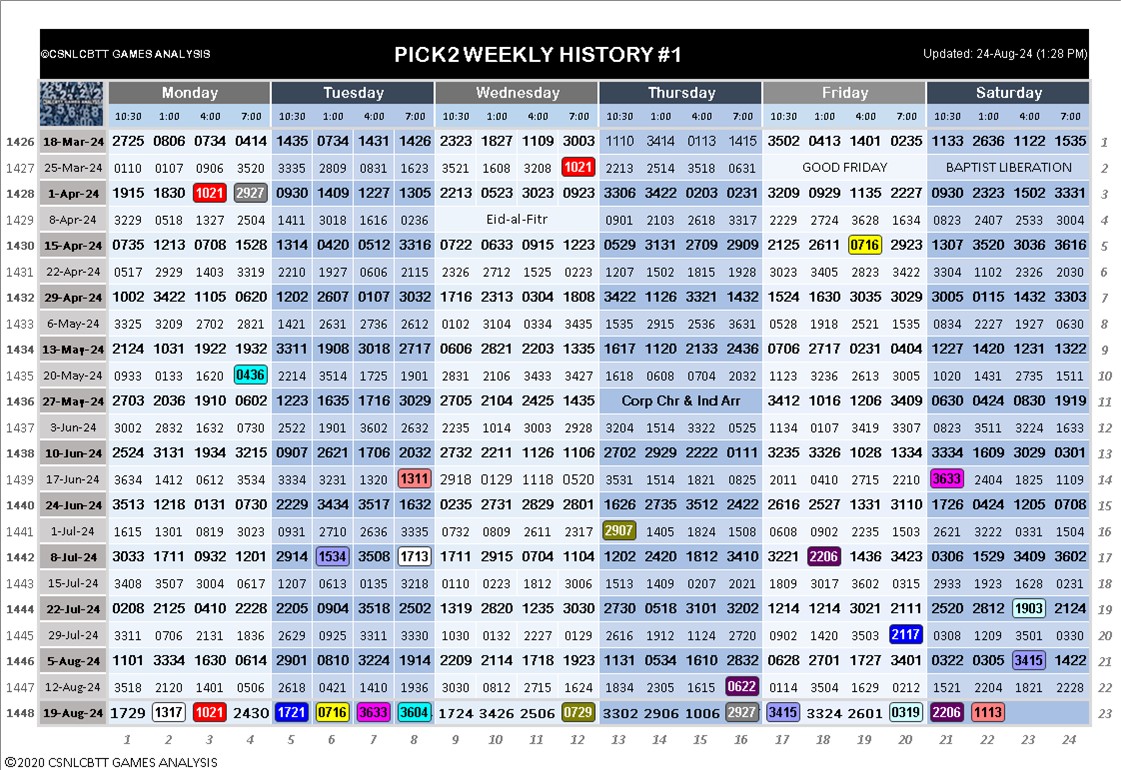 ©CSNLCBTT GAMES ANALYSIS PICK2 WEEKLY HISTORY #1 Updated: 24-Aug-24 (1:28 PM)
Monday Tuesday Wednesday Thursday Friday Saturday
10:30 1:00 4:00 7:00 10:30 1:00 4:00 7:00 10:30 1:00 4:00 7:00 10:30 1:00 4:00 7:00 10:30 1:00 4:00 7:00 10:30 1:00 4:00 7:00
1426 18-Mar-24 2725 0806 0734 0414 1435 0734 1431 1426 2323 1827 1109 3003 1110 3414 0113 1415 3502 0413 1401 0235 1133 2636 1122 1535 1
1427 25-Mar-24 0110 0107 0906 3520 3335 2809 0831 1623 3521 1608 3208 1021 2213 2514 3518 0631 GOOD FRIDAY BAPTIST LIBERATION 2
1428 1-Apr-24 1915 1830 1021 2927 0930 1409 1227 1305 2213 0523 3023 0923 3306 3422 0203 0231 3209 0929 1135 2227 0930 2323 1502 3331 3
1429 8-Apr-24 3229 0518 1327 2504 1411 3018 1616 0236 Eid-al-Fitr 0901 2103 2618 3317 2229 2724 3628 1634 0823 2407 2533 3004 4
1430 15-Apr-24 0735 1213 0708 1528 1314 0420 0512 3316 0722 0633 0915 1223 0529 3131 2709 2909 2125 2611 0716 2923 1307 3520 3036 3616 5
1431 22-Apr-24 0517 2929 1403 3319 2210 1927 0606 2115 2326 2712 1525 0223 1207 1502 1815 1928 3023 3405 2823 3422 3304 1102 2326 2030 6
1432 29-Apr-24 1002 3422 1105 0620 1202 2607 0107 3032 1716 2313 0304 1808 3422 1126 3321 1432 1524 1630 3035 3029 3005 0115 1432 3303 7
1433 6-May-24 3325 3209 2702 2821 1421 2631 2736 2612 0102 3104 0334 3435 1535 2915 2536 3631 0528 1918 2521 1535 0834 2227 1927 0630 8
1434 13-May-24 2124 1031 1922 1932 3311 1908 3018 2717 0606 2821 2203 1335 1617 1120 2133 2436 0706 2717 0231 0404 1227 1420 1231 1322 9
1435 20-May-24 0933 0133 1620 0436 2214 3514 1725 1901 2831 2106 3433 3427 1618 0608 0704 2032 1123 3236 2613 3005 1020 1431 2735 1511 10
1436 27-May-24 2703 2036 1910 0602 1223 1635 1716 3029 2705 2104 2425 1435 Corp Chr & Ind Arr 3412 1016 1206 3409 0630 0424 0830 1919 11
1437 3-Jun-24 3002 2832 1632 0730 2522 1901 3602 2632 2235 1014 3003 2928 3204 1514 3322 0525 1134 0107 3419 3307 0823 3511 3224 1633 12
1438 10-Jun-24 2524 3131 1934 3215 0907 2621 1706 2032 2732 2211 1126 1106 2702 2929 2222 0111 3235 3326 1028 1334 3334 1609 3029 0301 13
1439 17-Jun-24 3634 1412 0612 3534 3334 3231 1320 1311 2918 0129 1118 0520 3531 1514 1821 0825 2011 0410 2715 2210 3633 2404 1825 1109 14
1440 24-Jun-24 3513 1218 0131 0730 2229 3434 3517 1632 0235 2731 2829 2801 1626 2735 3512 2422 2616 2527 1331 3110 1726 0424 1205 0708 15
1441 1-Jul-24 1615 1301 0819 3023 0931 2710 2636 3335 0732 0809 2611 2317 2907 1405 1824 1508 0608 0902 2235 1503 2621 3222 0331 1504 16
1442 8-Jul-24 3033 1711 0932 1201 2914 1534 3508 1713 1711 2915 0704 1104 1202 2420 1812 3410 3221 2206 1436 3423 0306 1529 3409 3602 17
1443 15-Jul-24 3408 3507 3004 0617 1207 0613 0135 3218 0110 0223 1812 3006 1513 1409 0207 2021 1809 3017 3602 0315 2933 1923 1628 0231 18
1444 22-Jul-24 0208 2125 0410 2228 2205 0904 3518 2502 1319 2820 1235 3030 2730 0518 3101 3202 1214 1214 3021 2111 2520 2812 1903 2124 19
1445 29-Jul-24 3311 0706 2131 1836 2629 0925 3311 3330 1030 0132 2227 0129 2616 1912 1124 2720 0902 1420 3503 2117 0308 1209 3501 0330 20
1446 5-Aug-24 1101 3334 1630 0614 2901 0810 3224 1914 2209 2114 1718 1923 1131 0534 1610 2832 0628 2701 1727 3401 0322 0305 3415 1422 21
1447 12-Aug-24 3518 2120 1401 0506 2618 0421 1410 1936 3030 0812 2715 1624 1834 2305 1615 0622 0114 3504 1629 0212 1521 2204 1821 2228 22
1448 19-Aug-24 1729 1317 1021 2430 1721 0716 3633 3604 1724 3426 2506 0729 3302 2906 1006 2927 3415 3324 2601 0319 2206 1113 23
1 2 3 4 5 6 7 8 9 10 11 12 13 14 15 16 17 18 19 20 21 22 23 24
©2020 CSNLCBTT GAMES ANALYSIS